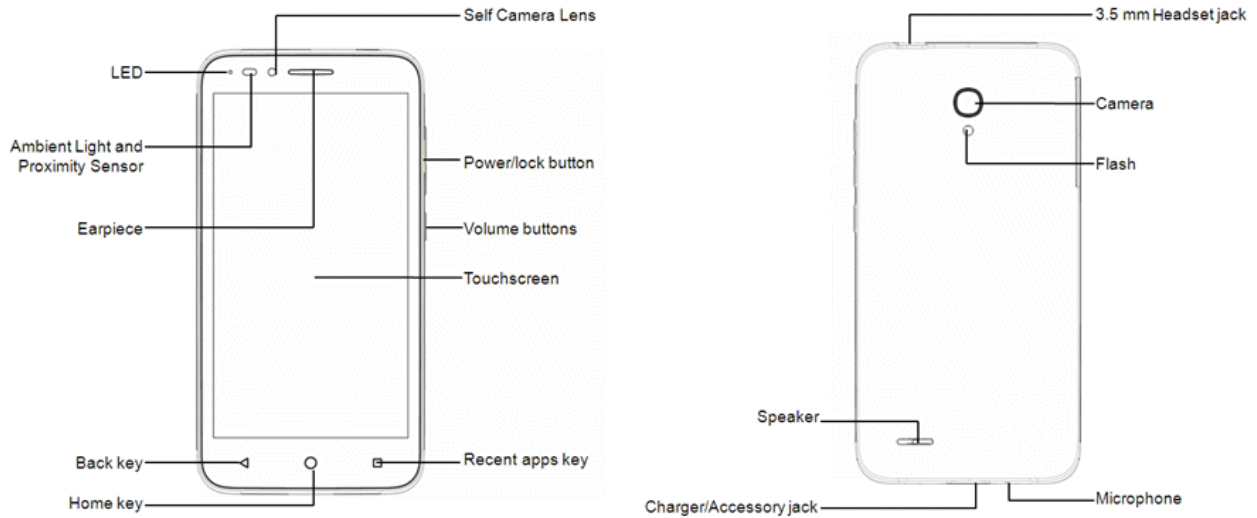 Self Camera Lens
LED
Ambient Light and
Proximity Sensor
Power/lock button
Earpiece
Volume buttons
Touchscreen
Back key
Recent apps key
Home key
3.5 mm Headset jack
Camera
Flash
Speaker
Charger/Accessory jack
Microphone